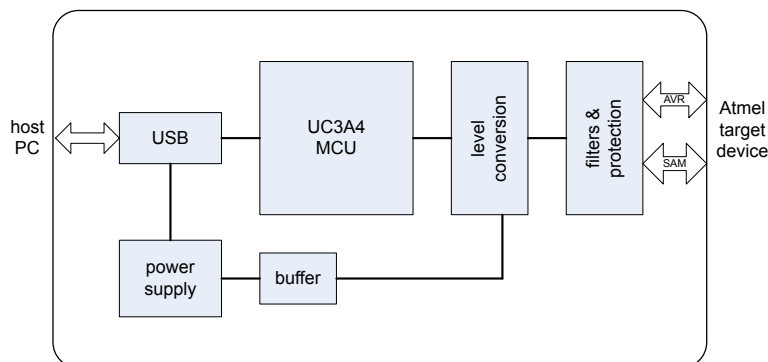 host
PC
USB
UC3A4
MCU
level
conversion
filters &
protection
AVR
SAM
Atmel
target
device
power
supply
buffer